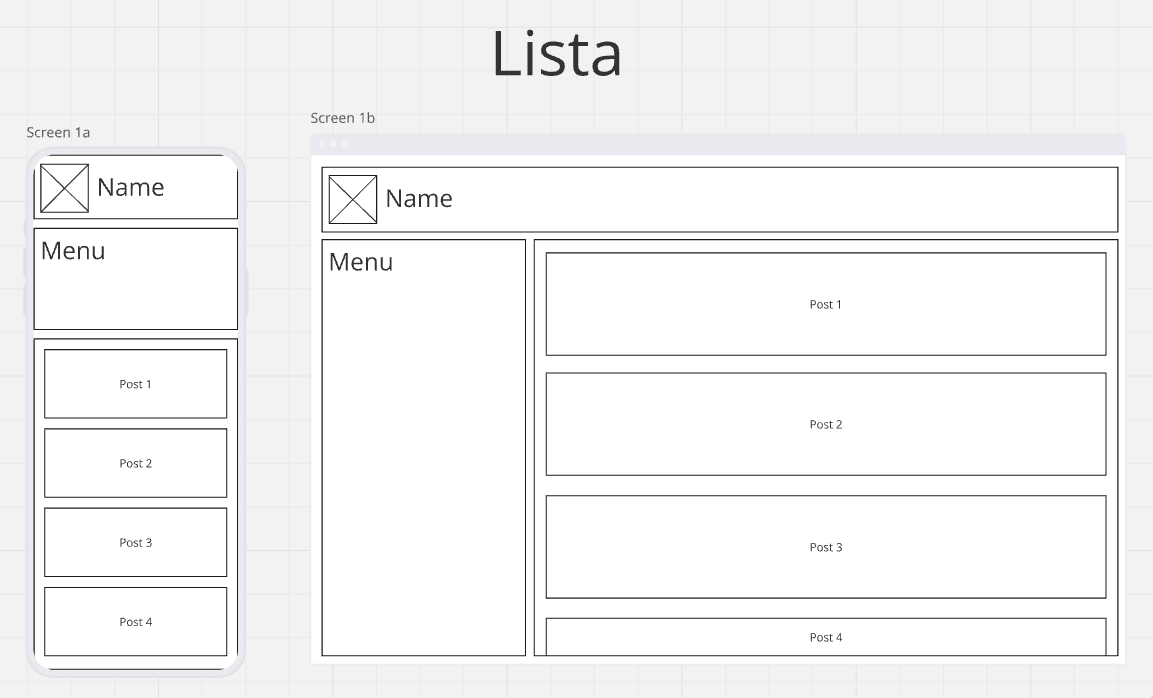 Lista
Screen 1a
Name
Menu
Post 1
Post 2
Post 3
Post 4
Screen 1b
Name
Menu
Post 1
Post 2
Post 3
Post 4